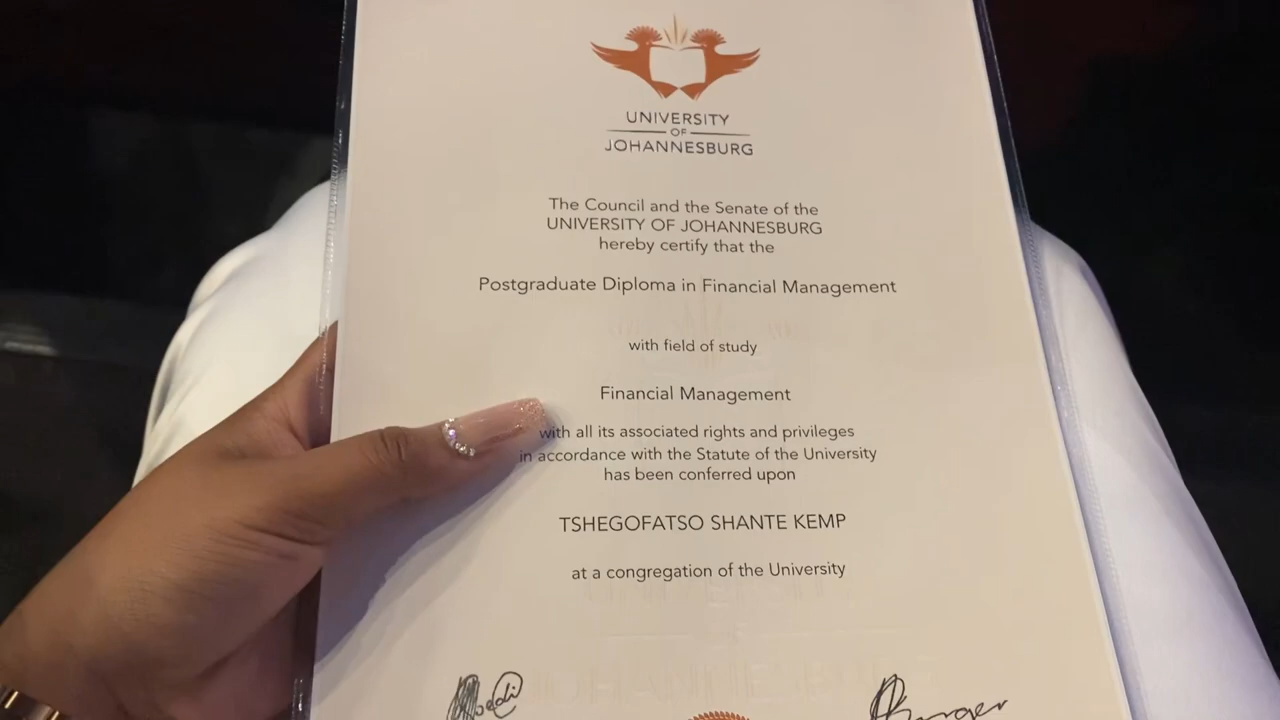 UNIVERSITY
OF
JOHANNESBURG
The Council and the Senate of the
UNIVERSITY OF JOHANNESBURG
hereby certify that the
Postgraduate Diploma in Financial Management
with field of study
Financial Management
with all its associated rights and privileges
in accordance with the Statute of the University
has been conferred upon
TSHEGOFATSO SHANTE KEMP
at a congregation of the University